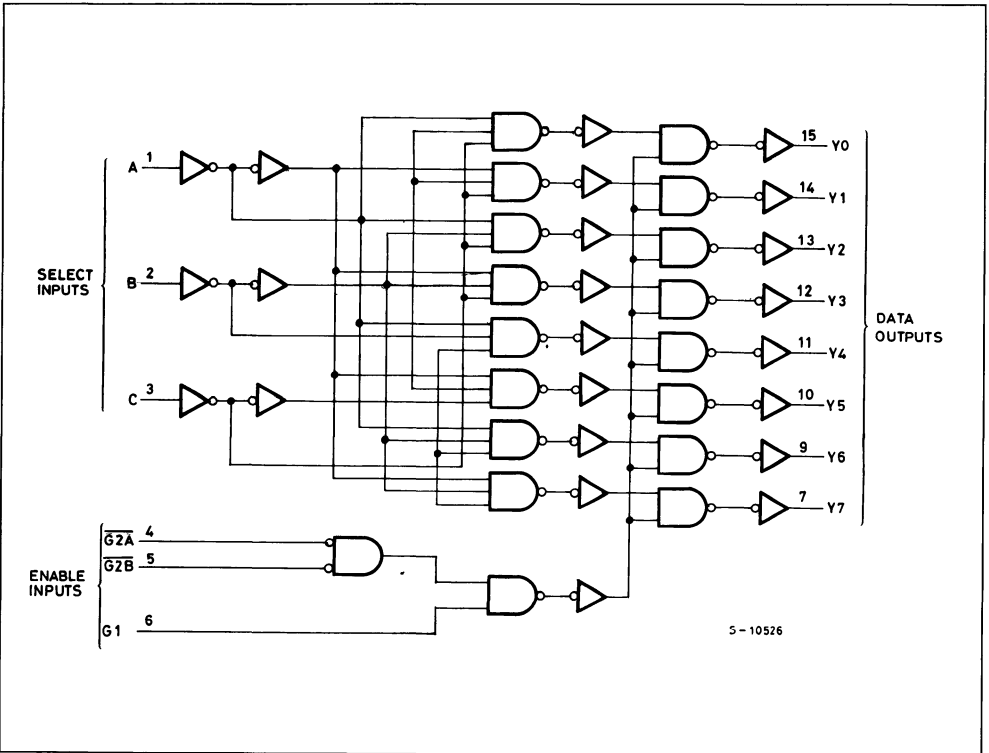 SELECT
INPUTS
A 1
B 2
C 3
ENABLE
INPUTS
G2A 4
G2B 5
G1 6
15 Y0
14 Y1
13 Y2
12 Y3
11 Y4
10 Y5
9 Y6
7 Y7
DATA
OUTPUTS
S-10526